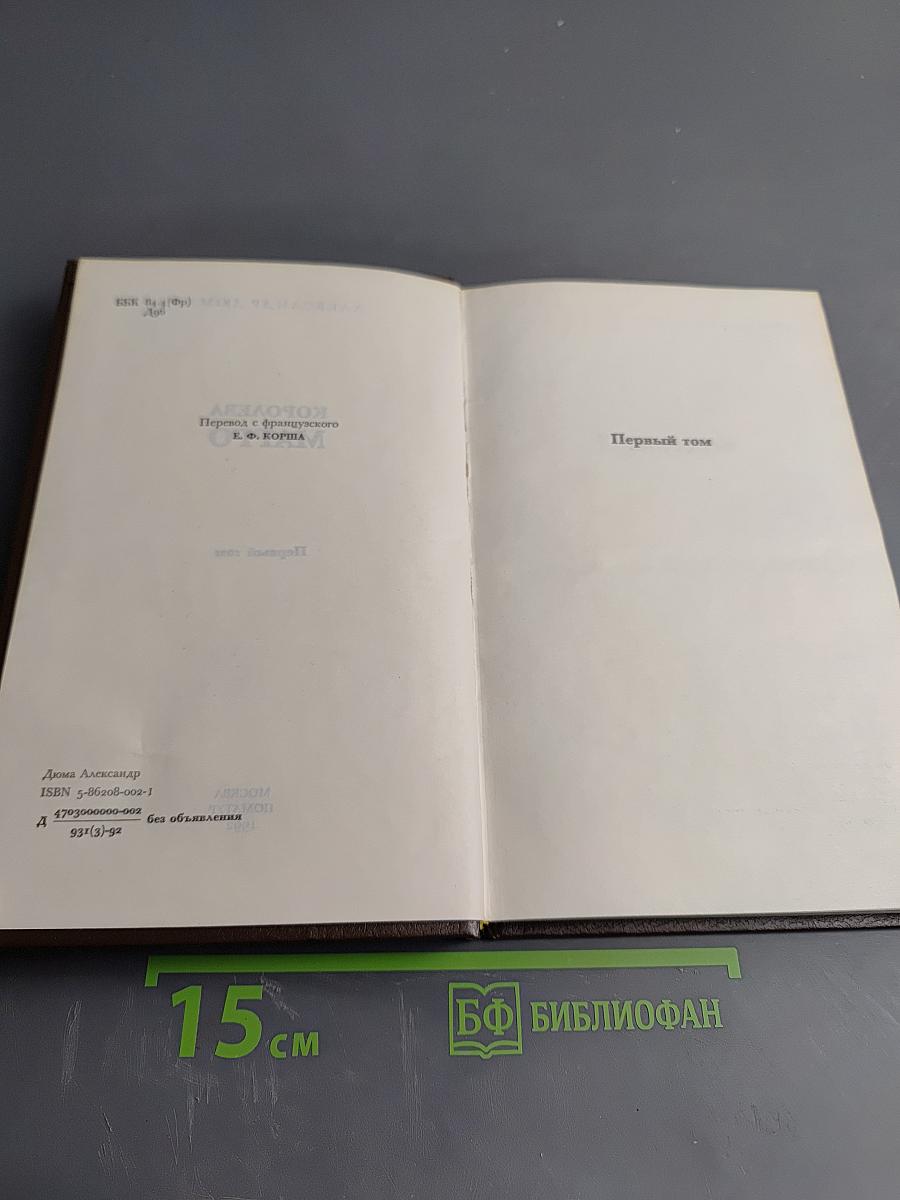 ББК 84.4(Фр)
Д96
Перевод с французского
Е. Ф. КОРША
Дюма Александр
ISBN 5-86208-002-1
Д 4703000000-002
931(3)-92
без объявления
Первый том
15 см
БФ БИБЛИОФАН